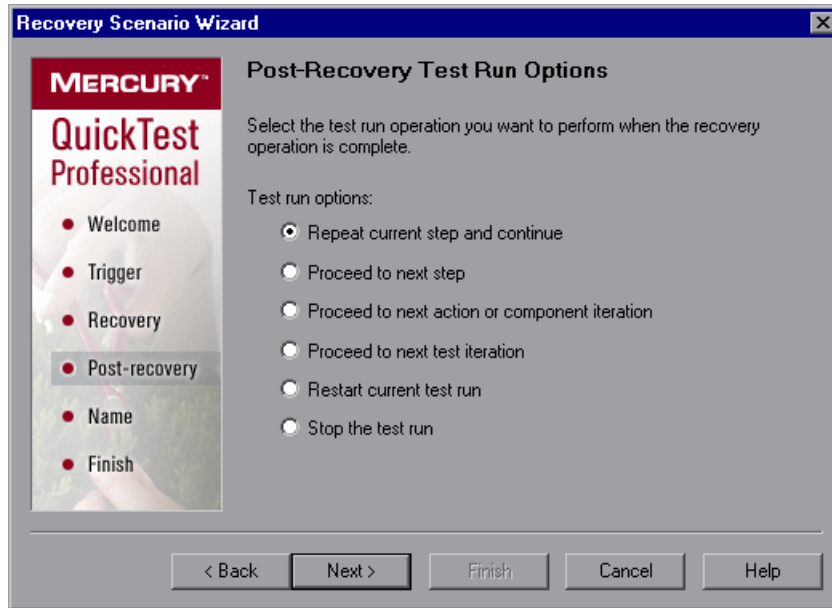 Recovery Scenario Wizard
MERCURY™
QuickTest
Professional
Welcome
Trigger
Recovery
Post-recovery
Name
Finish
Post-Recovery Test Run Options
Select the test run operation you want to perform when the recovery
operation is complete.
Test run options:
Repeat current step and continue
Proceed to next step
Proceed to next action or component iteration
Proceed to next test iteration
Restart current test run
Stop the test run
< Back
Next >
Finish
Cancel
Help